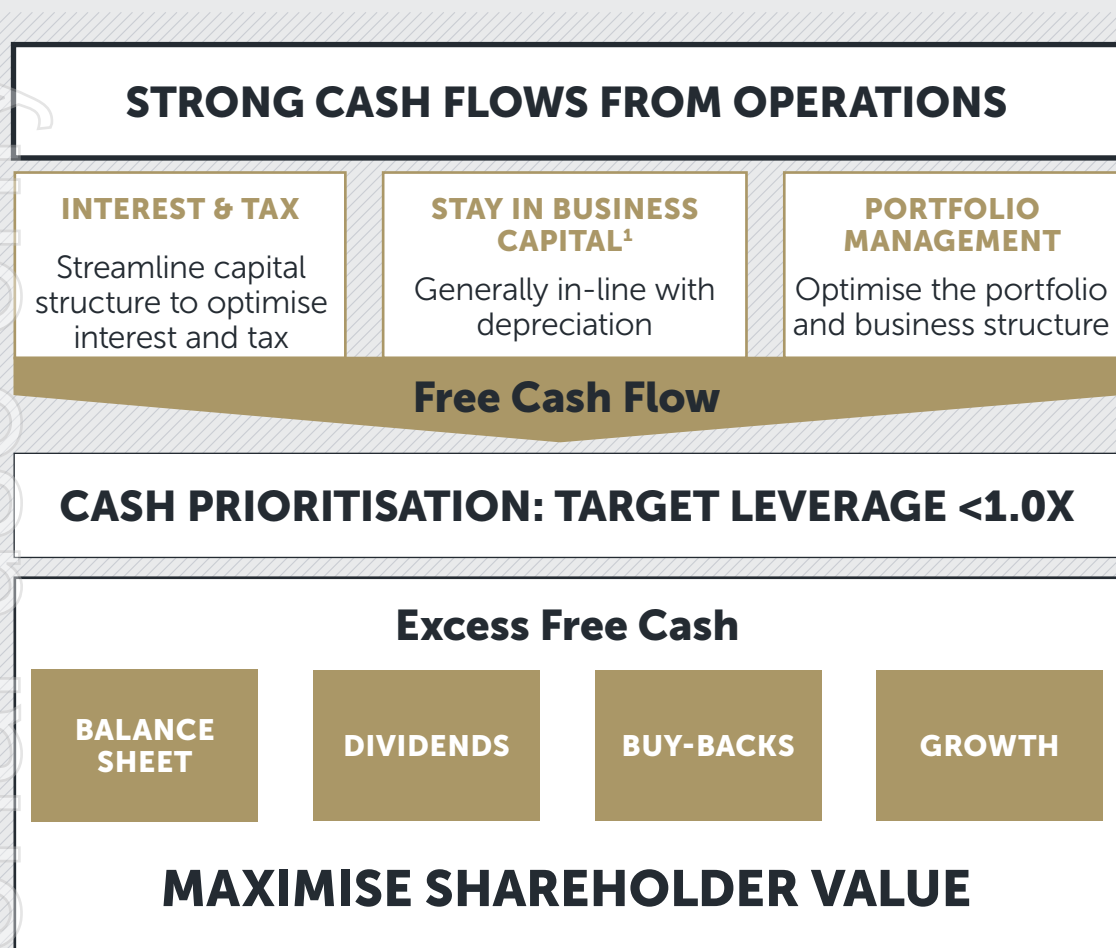 STRONG CASH FLOWS FROM OPERATIONS
INTEREST & TAX
Streamline capital
structure to optimise
interest and tax
STAY IN BUSINESS
CAPITAL¹
Generally in-line with
depreciation
PORTFOLIO
MANAGEMENT
Optimise the portfolio
and business structure
Free Cash Flow
CASH PRIORITISATION: TARGET LEVERAGE <1.0X
Excess Free Cash
BALANCE
SHEET
DIVIDENDS
BUY-BACKS
GROWTH
MAXIMISE SHAREHOLDER VALUE